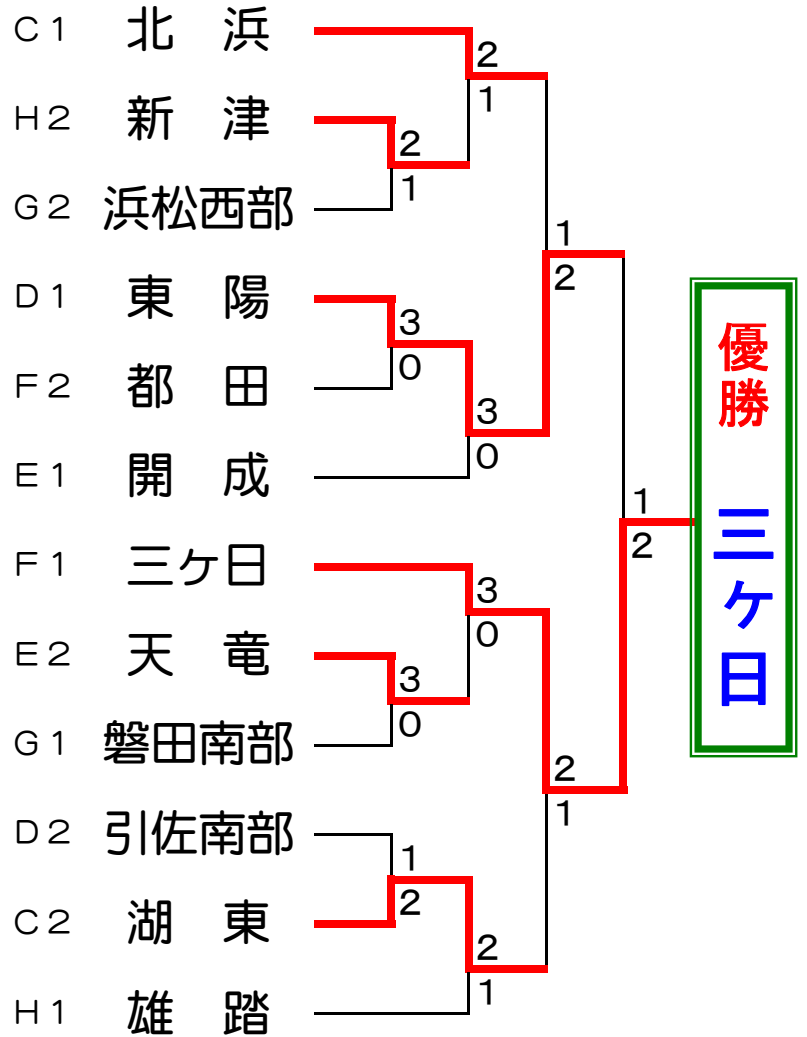 C1 北 浜
2
1
H2 新 津
2
1
G2 浜松西部
1
2
D1 東 陽
3
0
F2 都 田
3
0
E1 開 成
1
2
F1 三ヶ日
3
0
E2 天 竜
3
0
G1 磐田南部
2
1
D2 引佐南部
1
2
C2 湖 東
2
1
H1 雄 踏
優勝 三ヶ日